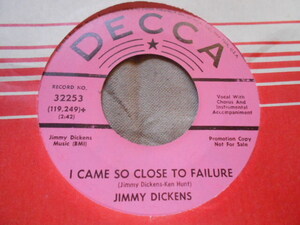 DECCA
RECORD NO.
32253
(119,249)
(2:42)
Vocal With
Chorus And
Instrumental
Accompaniment
Jimmy Dickens
Music (BMI)
Promotion Copy
Not For Sale
I CAME SO CLOSE TO FAILURE
(Jimmy Dickens-Ken Hunt)
JIMMY DICKENS